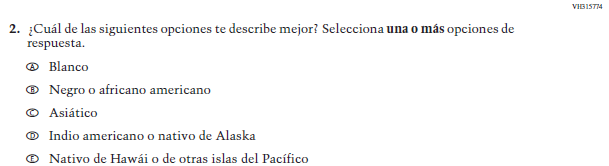 VH315774
2. ¿Cuál de las siguientes opciones te describe mejor? Selecciona una o más opciones de
respuesta.
A Blanco
B Negro o africano americano
C Asiático
D Indio americano o nativo de Alaska
E Nativo de Hawái o de otras islas del Pacífico